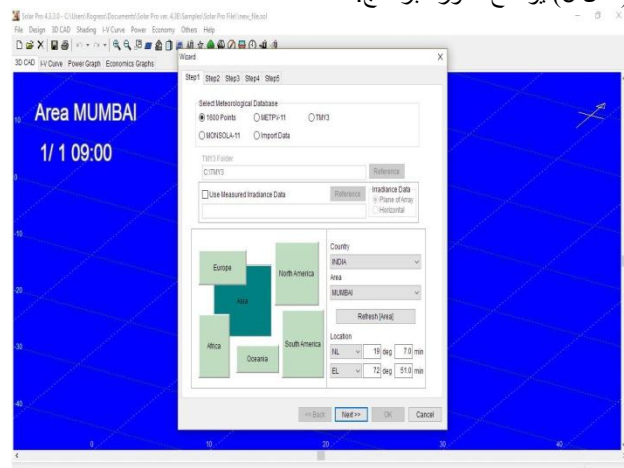 يوضح صورة برنامج.
Solar Pro 4.3.3.0 - C:\Users\Rogress\Documents\Solar Pro ver. 4.3E\Samples\Solar Pro File\new_file.sol
File Design 3D CAD Shading I-V Curve Power Economy Others Help
3D CAD I-V Curve Power Graph Economics Graphs
Area MUMBAI
1/ 1 09:00
Wizard X
Step1 Step2 Step3 Step4 Step5
Select Meteorological Database
1600 Points METPV-11 TMY3
MONSOLA-11 Import Data
TMY3 Folder
C:\TMY3 Reference
Use Measured Irradiance Data Reference
Irradiance Data
Plane of Array
Horizontal
Europe
Asia
North America
Africa
Oceania
South America
Country
INDIA
Area
MUMBAI
Refresh [Area]
Location
NL 19 deg 7.0 min
EL 72 deg 51.0 min
<< Back Next >> OK Cancel
10
0
-10
-20
-30
-40
0 10 20 30 40